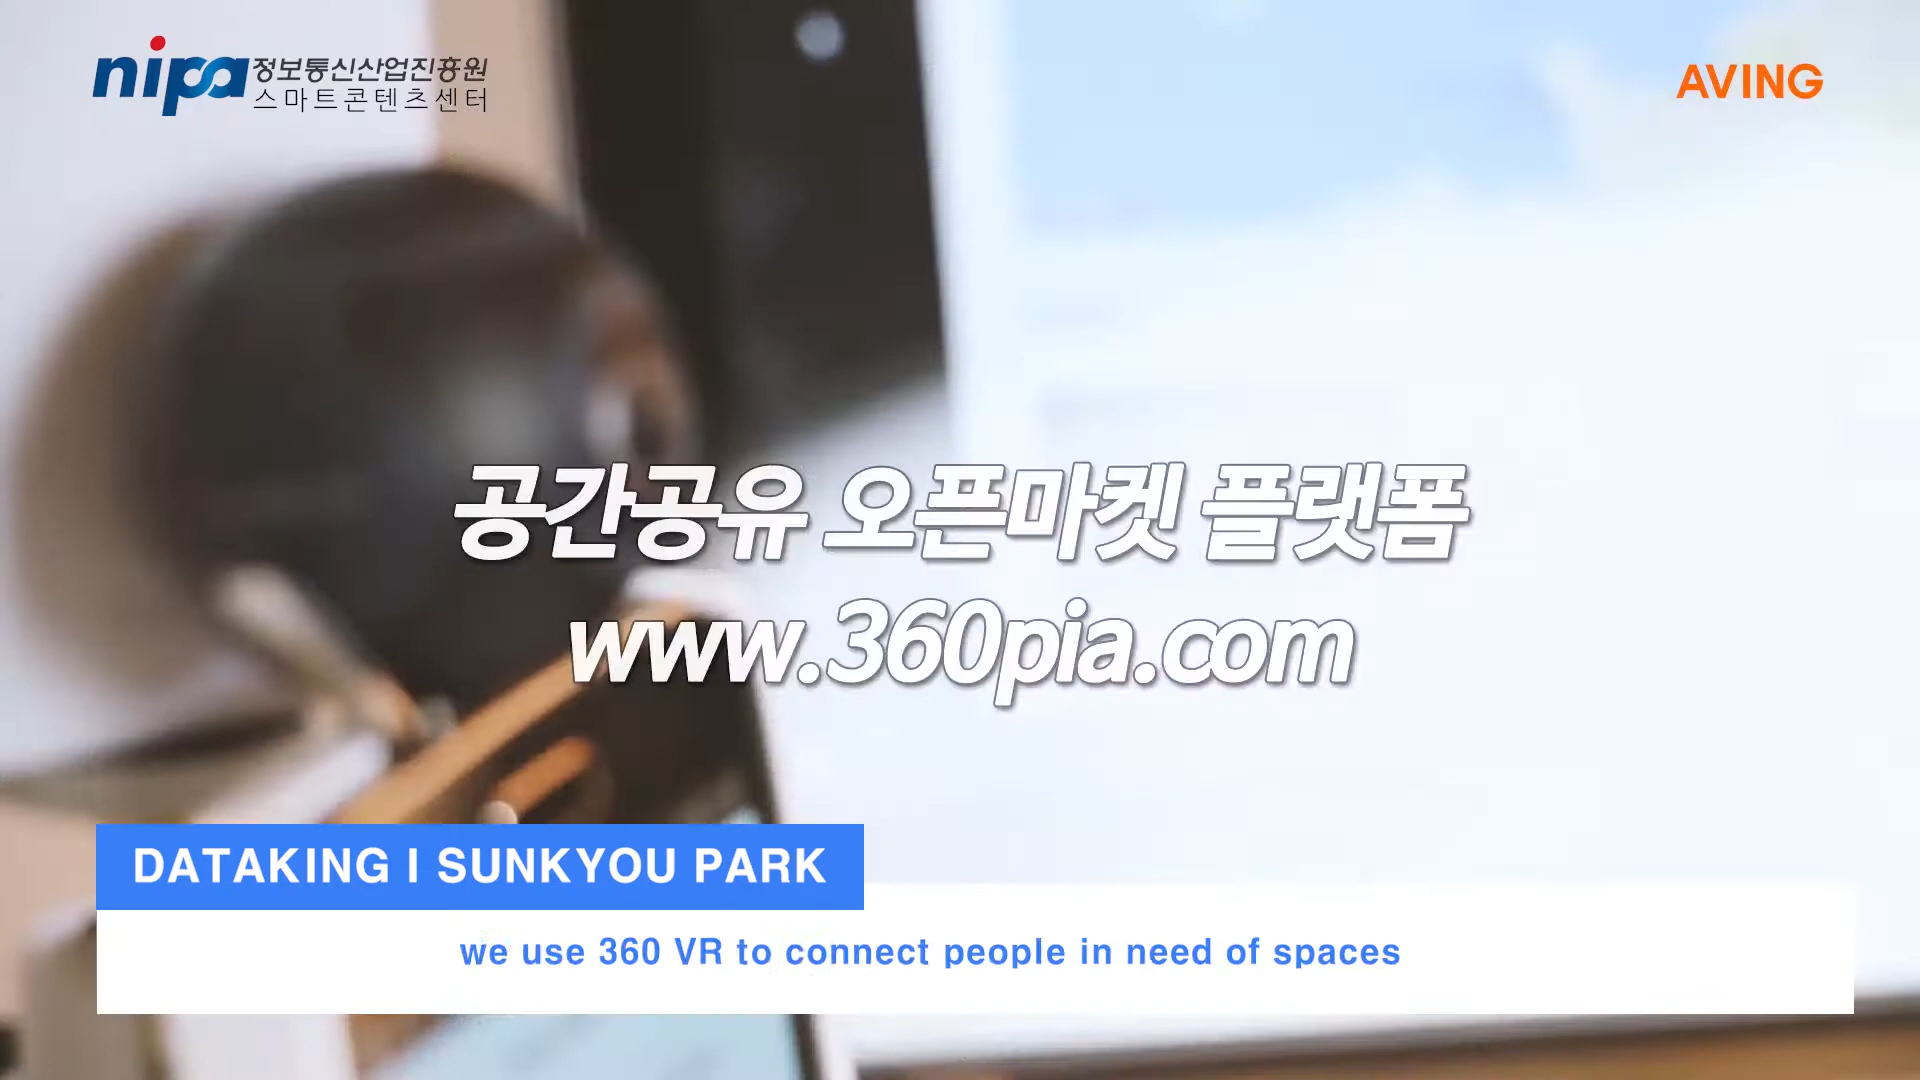 nipa 정보통신산업진흥원
스마트콘텐츠센터
AVING
공간공유 오픈마켓 플랫폼
www.360pia.com
DATAKING I SUNKYOU PARK
we use 360 VR to connect people in need of spaces